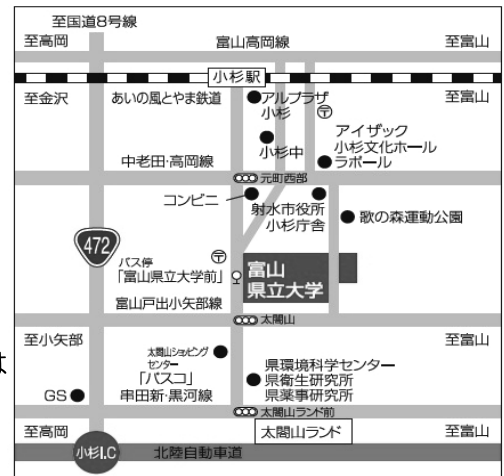 至国道8号線
至高岡
富山高岡線
至富山
小杉駅
至金沢
あいの風とやま鉄道
アルプラザ
小杉
〒
至富山
アイザック
小杉文化ホール
ラポール
小杉中
中老田・高岡線
元町西部
コンビニ
射水市役所
小杉庁舎
歌の森運動公園
472
〒
バス停
「富山県立大学前」
富山
県立大学
富山戸出小矢部線
太閤山
至小矢部
至富山
は
太閤山ショッピング
センター
「パスコ」
県環境科学センター
県衛生研究所
県薬事研究所
GS
串田新・黒河線
太閤山ランド前
至高岡
太閤山ランド
至富山
小杉I.C
北陸自動車道